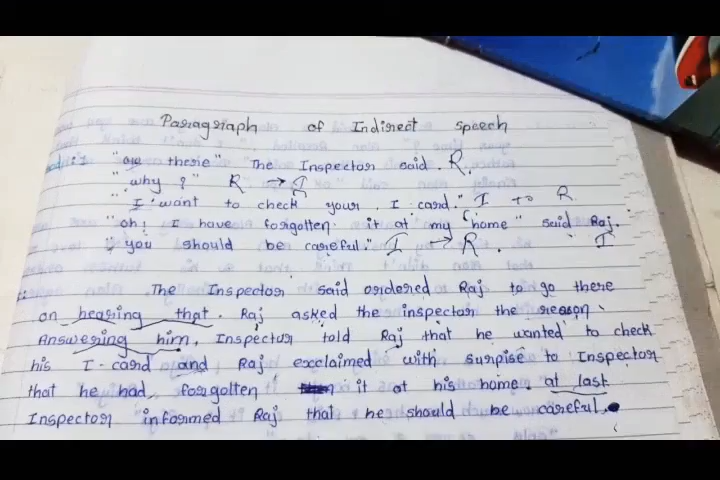 Paragraph of Indirect speech
" there" The Inspector said. R.
"why ?" R → I
"I want to check your I card." I to R
"oh! I have forgotten it at my home" said Raj.
"you should be careful." I → R. I
The Inspector said ordered Raj to go there
on hearing that. Raj asked the inspector the reason
Answering him, Inspector told Raj that he wanted to check
his I-card and Raj exclaimed with surpise to Inspector
that he had forgotten it at his home. at last
Inspector informed Raj that he should be careful.